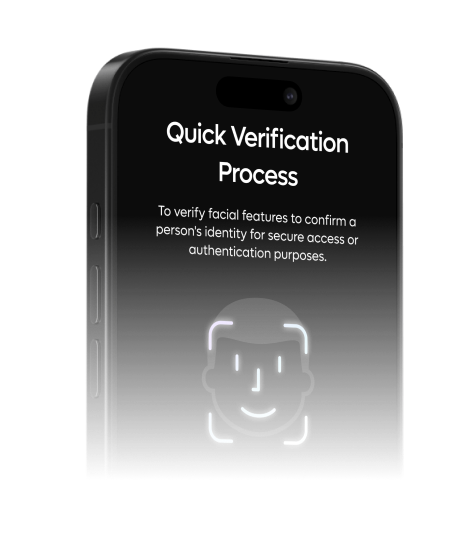 Quick Verification
Process
To verify facial features to confirm a
person's identity for secure access or
authentication purposes.